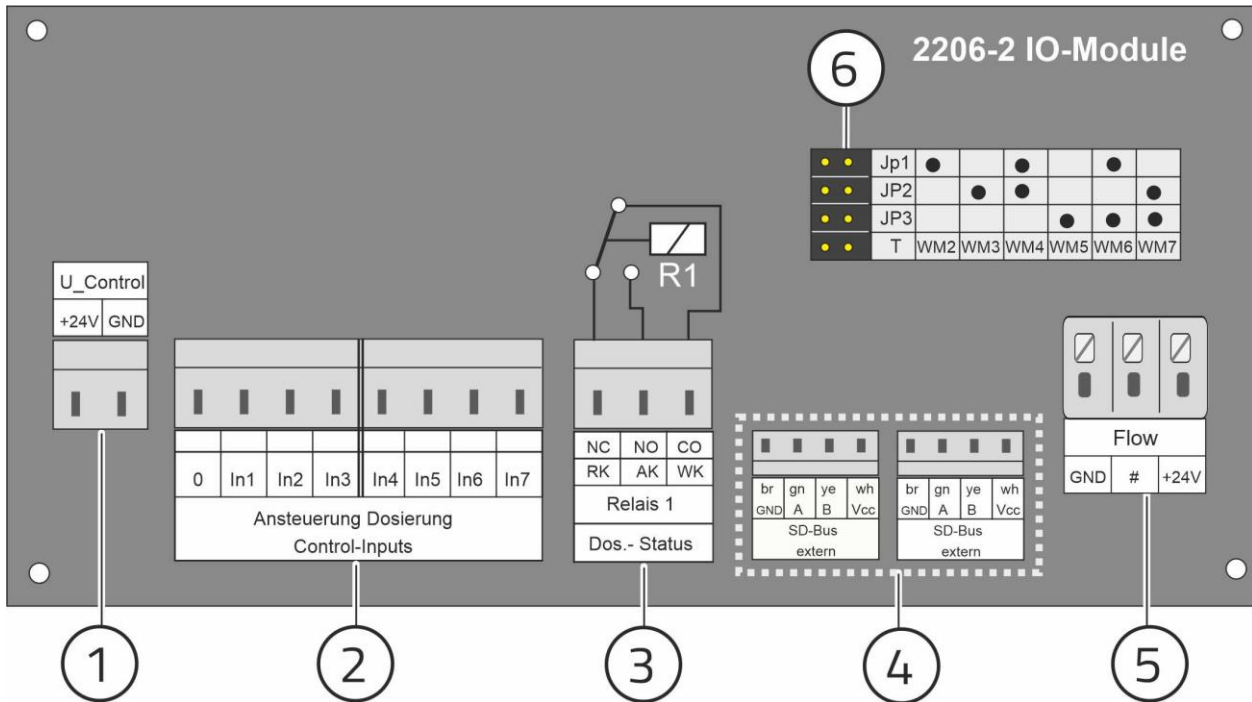 2206-2 IO-Module
6
Jp1 ● ● ●
JP2 ● ● ●
JP3 ● ● ●
T WM2 WM3 WM4 WM5 WM6 WM7
R1
U_Control
+24V GND
0 In1 In2 In3 In4 In5 In6 In7
Ansteuerung Dosierung
Control-Inputs
NC NO CO
RK AK WK
Relais 1
Dos.- Status
br gn ye wh
GND A B Vcc
SD-Bus
extern
br gn ye wh
GND A B Vcc
SD-Bus
extern
Flow
GND # +24V
1 2 3 4 5